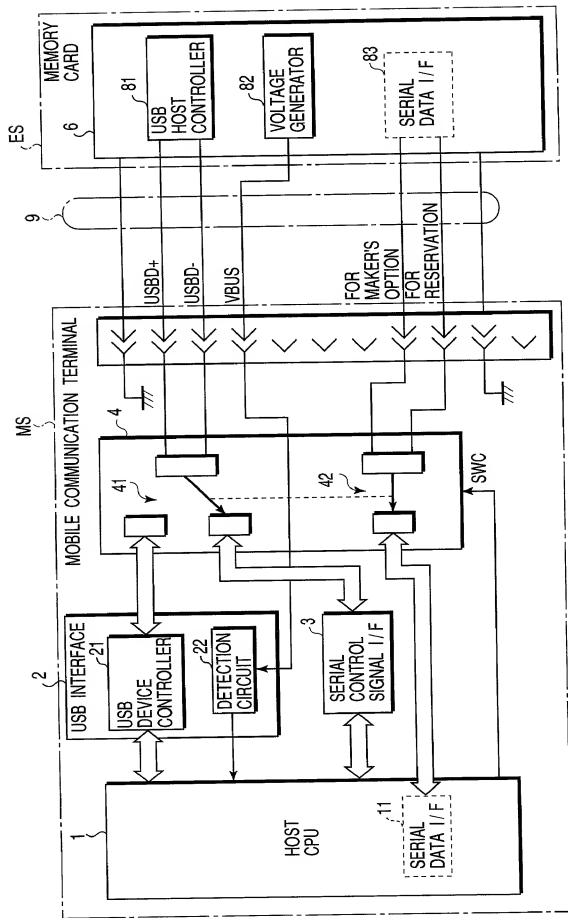 MOBILE COMMUNICATION TERMINAL
MS
1
HOST
CPU
11
SERIAL
DATA I/F
2
USB INTERFACE
21
USB
DEVICE
CONTROLLER
22
DETECTION
CIRCUIT
3
SERIAL
CONTROL
SIGNAL I/F
4
41
42
SWC
USBD+
USBD-
VBUS
FOR MAKER'S
OPTION
FOR
RESERVATION
9
ES
MEMORY
CARD
6
81
USB
HOST
CONTROLLER
82
VOLTAGE
GENERATOR
83
SERIAL
DATA I/F